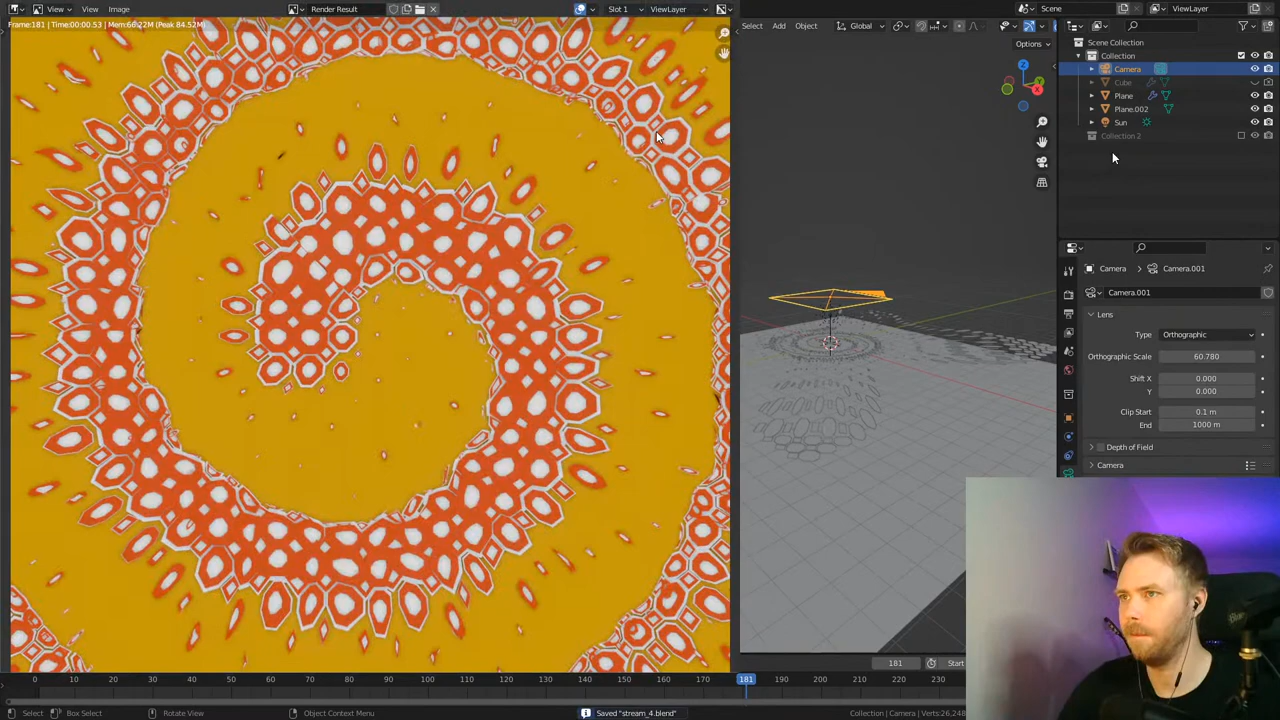 View View Image Render Result Slot 1 ViewLayer
Frame:181 | Time:00:00.53 | Mem:66.22M (Peak 84.52M)
Select Add Object Global
Options
Z
Y
Scene ViewLayer
Scene Collection
Collection
Camera
Cube
Plane
Plane.002
Sun
Collection 2
Camera Camera.001
Camera.001
Lens
Type Orthographic
Orthographic Scale 60.780
Shift X 0.000
Y 0.000
Clip Start 0.1 m
End 1000 m
Depth of Field
Camera
181 Start
0 10 20 30 40 50 60 70 80 90 100 110 120 130 140 150 160 170 181 190 200 210 220 230
Select Box Select Rotate View Object Context Menu Saved "stream_4.blend" Collection | Camera | Verts:26,248